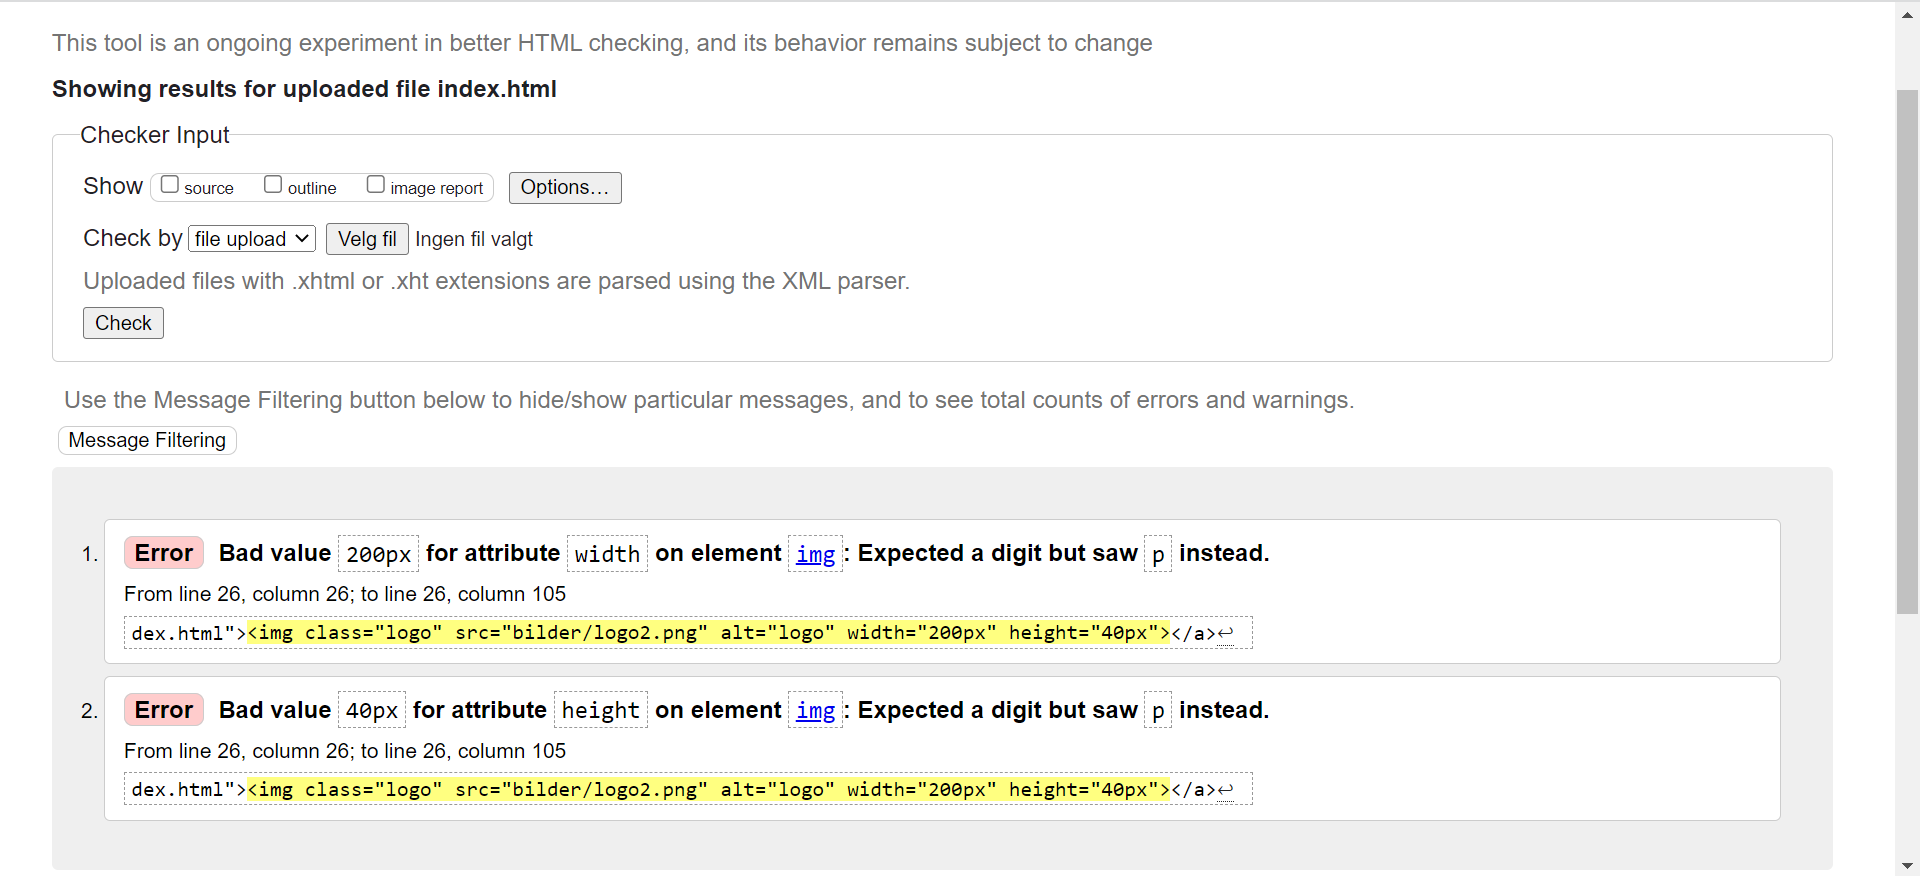 This tool is an ongoing experiment in better HTML checking, and its behavior remains subject to change
Showing results for uploaded file index.html
Checker Input
Show source outline image report Options...
Check by file upload Velg fil Ingen fil valgt
Uploaded files with .xhtml or .xht extensions are parsed using the XML parser.
Check
Use the Message Filtering button below to hide/show particular messages, and to see total counts of errors and warnings.
Message Filtering
1. Error Bad value 200px for attribute width on element img: Expected a digit but saw p instead.
From line 26, column 26; to line 26, column 105
dex.html"><img class="logo" src="bilder/logo2.png" alt="logo" width="200px" height="40px"></a>↩
2. Error Bad value 40px for attribute height on element img: Expected a digit but saw p instead.
From line 26, column 26; to line 26, column 105
dex.html"><img class="logo" src="bilder/logo2.png" alt="logo" width="200px" height="40px"></a>↩